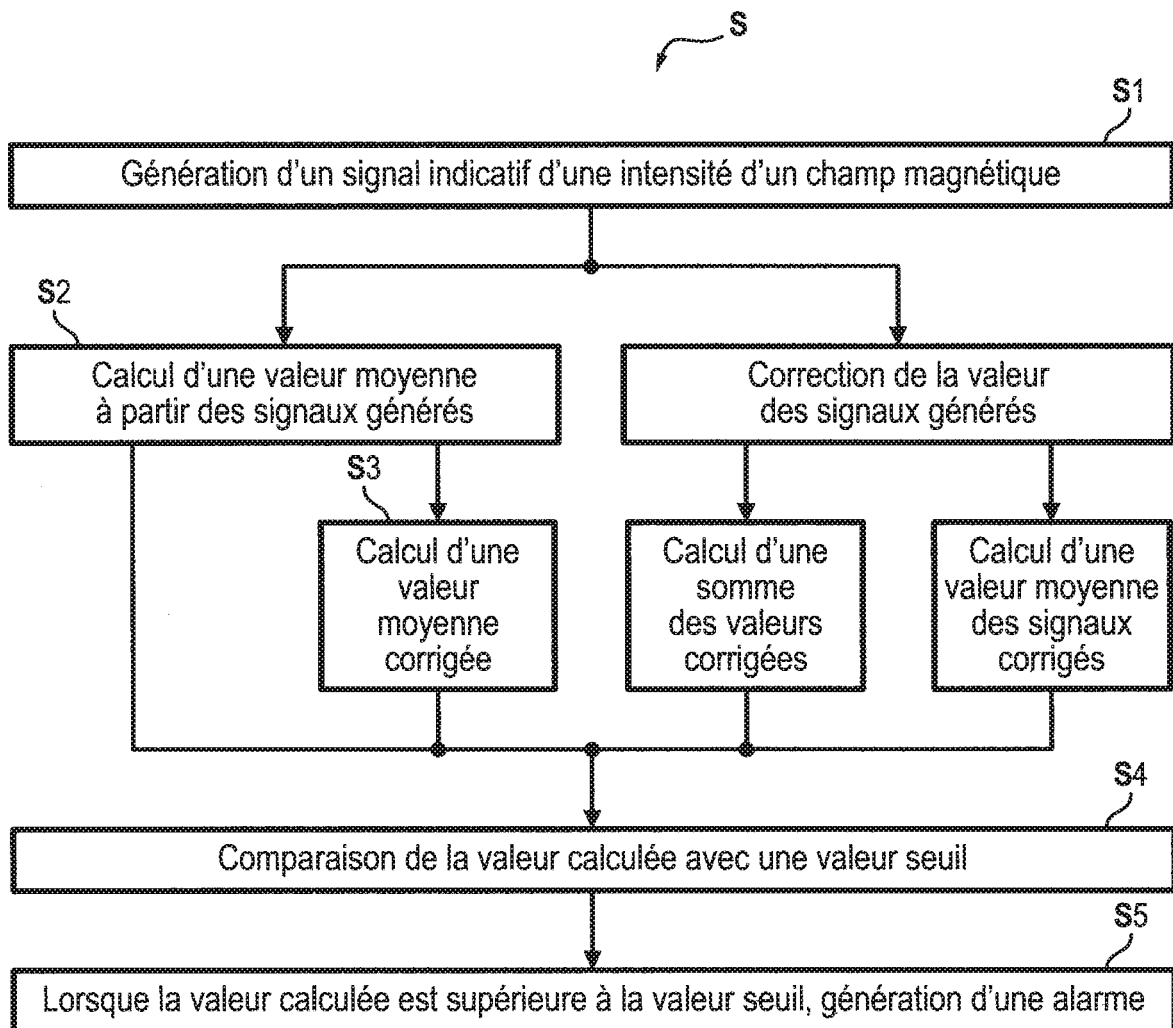 S
S1
Génération d'un signal indicatif d'une intensité d'un champ magnétique
S2
Calcul d'une valeur moyenne
à partir des signaux générés
Correction de la valeur
des signaux générés
S3
Calcul d'une
valeur
moyenne
corrigée
Calcul d'une
somme
des valeurs
corrigées
Calcul d'une
valeur moyenne
des signaux
corrigés
S4
Comparaison de la valeur calculée avec une valeur seuil
S5
Lorsque la valeur calculée est supérieure à la valeur seuil, génération d'une alarme